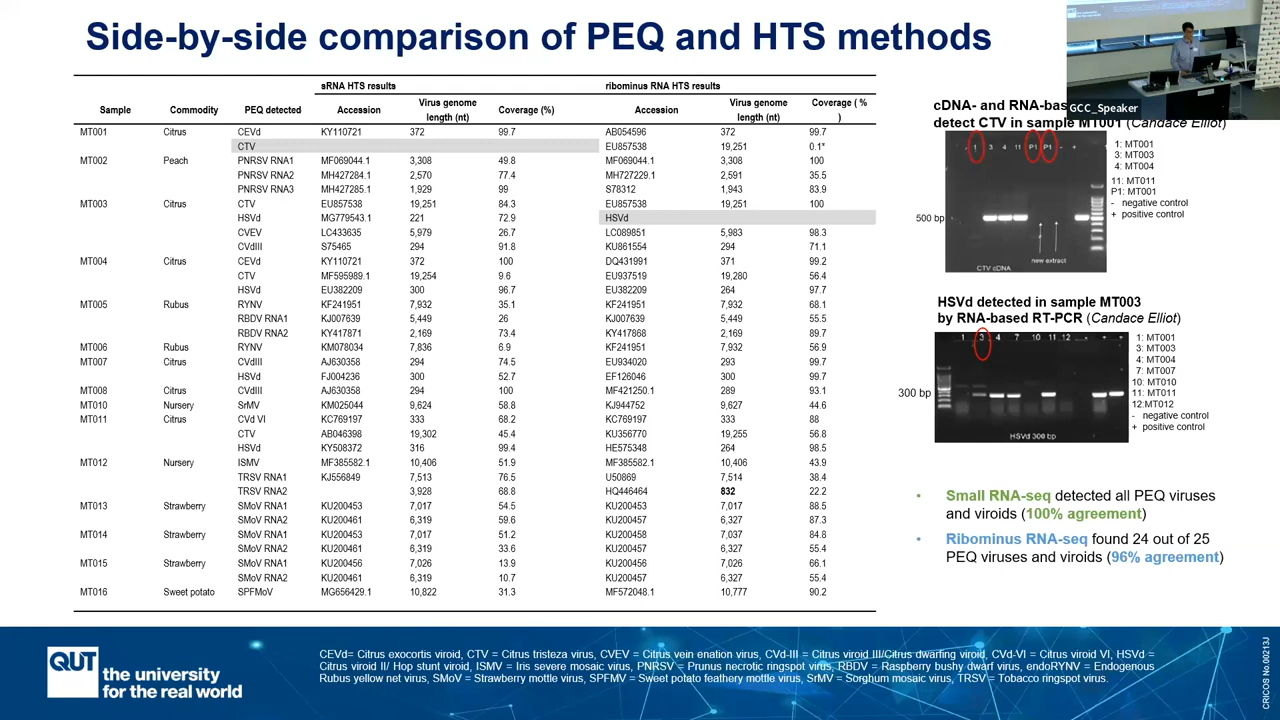 Side-by-side comparison of PEQ and HTS methods
sRNA HTS results ribominus RNA HTS results
Sample Commodity PEQ detected Accession Virus genome length (nt) Coverage (%) Accession Virus genome length (nt) Coverage ( % )
MT001 Citrus CEVd KY110721 372 99.7 AB054596 372 99.7
CTV EU857538 19,251 0.1*
MT002 Peach PNRSV RNA1 MF069044.1 3,308 49.8 MF069044.1 3,308 100
PNRSV RNA2 MH427284.1 2,570 77.4 MH727229.1 2,591 35.5
PNRSV RNA3 MH427285.1 1,929 99 S78312 1,943 83.9
MT003 Citrus CTV EU857538 19,251 84.3 EU857538 19,251 100
HSVd MG779543.1 221 72.9 HSVd
CVEV LC433635 5,979 26.7 LC089851 5,983 98.3
CVdIII S75465 294 91.8 KU861554 294 71.1
MT004 Citrus CEVd KY110721 372 100 DQ431991 371 99.2
CTV MF595989.1 19,254 9.6 EU937519 19,280 56.4
HSVd EU382209 300 96.7 EU382209 264 97.7
MT005 Rubus RYNV KF241951 7,932 35.1 KF241951 7,932 68.1
RBDV RNA1 KJ007639 5,449 26 KJ007639 5,449 55.5
RBDV RNA2 KJ417871 2,169 73.4 KY417868 2,169 89.7
MT006 Rubus RYNV KM078034 7,836 6.9 KF241951 7,932 56.9
MT007 Citrus CVdIII AJ630358 294 74.5 EU934020 293 99.7
HSVd FJ004236 300 52.7 EF126046 300 99.7
MT008 Citrus CVdIII AJ630358 294 100 MF421250.1 289 93.1
MT010 Nursery SrMV KM025044 9,624 58.8 KJ944752 9,627 44.6
MT011 Citrus CVd VI KC769197 333 68.2 KC769197 333 88
CTV AB046398 19,302 45.4 KU356770 19,255 56.8
HSVd KY508372 316 99.4 HE575348 264 98.5
MT012 Nursery ISMV MF385582.1 10,406 51.9 MF385582.1 10,406 43.9
TRSV RNA1 KJ556849 7,513 76.5 U50869 7,514 38.4
TRSV RNA2 3,928 68.8 HQ446464 832 22.2
MT013 Strawberry SMoV RNA1 KU200453 7,017 54.5 KU200453 7,017 88.5
SMoV RNA2 KU200461 6,319 59.6 KU200457 6,327 87.3
MT014 Strawberry SMoV RNA1 KU200453 7,017 51.2 KU200458 7,037 84.8
SMoV RNA2 KU200461 6,319 33.6 KU200457 6,327 55.4
MT015 Strawberry SMoV RNA1 KU200456 7,026 13.9 KU200456 7,026 66.1
SMoV RNA2 KU200461 6,319 10.7 KU200457 6,327 55.4
MT016 Sweet potato SPFMoV MG656429.1 10,822 31.3 MF572048.1 10,777 90.2
GCC_Speaker
cDNA- and RNA-bas
detect CTV in sample MT001 (Candace Elliot)
1 3 4 11 P1 P1 - +
500 bp
new extract
CTV cDNA
1: MT001
3: MT003
4: MT004
11: MT011
P1: MT001
- negative control
+ positive control
HSVd detected in sample MT003
by RNA-based RT-PCR (Candace Elliot)
1 3 4 7 10 11 12 - + +
300 bp
HSVd 300 bp
1: MT001
3: MT003
4: MT004
7: MT007
10: MT010
11: MT011
12:MT012
- negative control
+ positive control
• Small RNA-seq detected all PEQ viruses
and viroids (100% agreement)
• Ribominus RNA-seq found 24 out of 25
PEQ viruses and viroids (96% agreement)
QUT
the university
for the real world
CEVd= Citrus exocortis viroid, CTV = Citrus tristeza virus, CVEV = Citrus vein enation virus, CVd-III = Citrus viroid III/Citrus dwarfing viroid, CVd-VI = Citrus viroid VI, HSVd =
Citrus viroid II/ Hop stunt viroid, ISMV = Iris severe mosaic virus, PNRSV = Prunus necrotic ringspot virus, RBDV = Raspberry bushy dwarf virus, endoRYNV = Endogenous
Rubus yellow net virus, SMoV = Strawberry mottle virus, SPFMV = Sweet potato feathery mottle virus, SrMV = Sorghum mosaic virus, TRSV = Tobacco ringspot virus.
CRICOS No.00213J